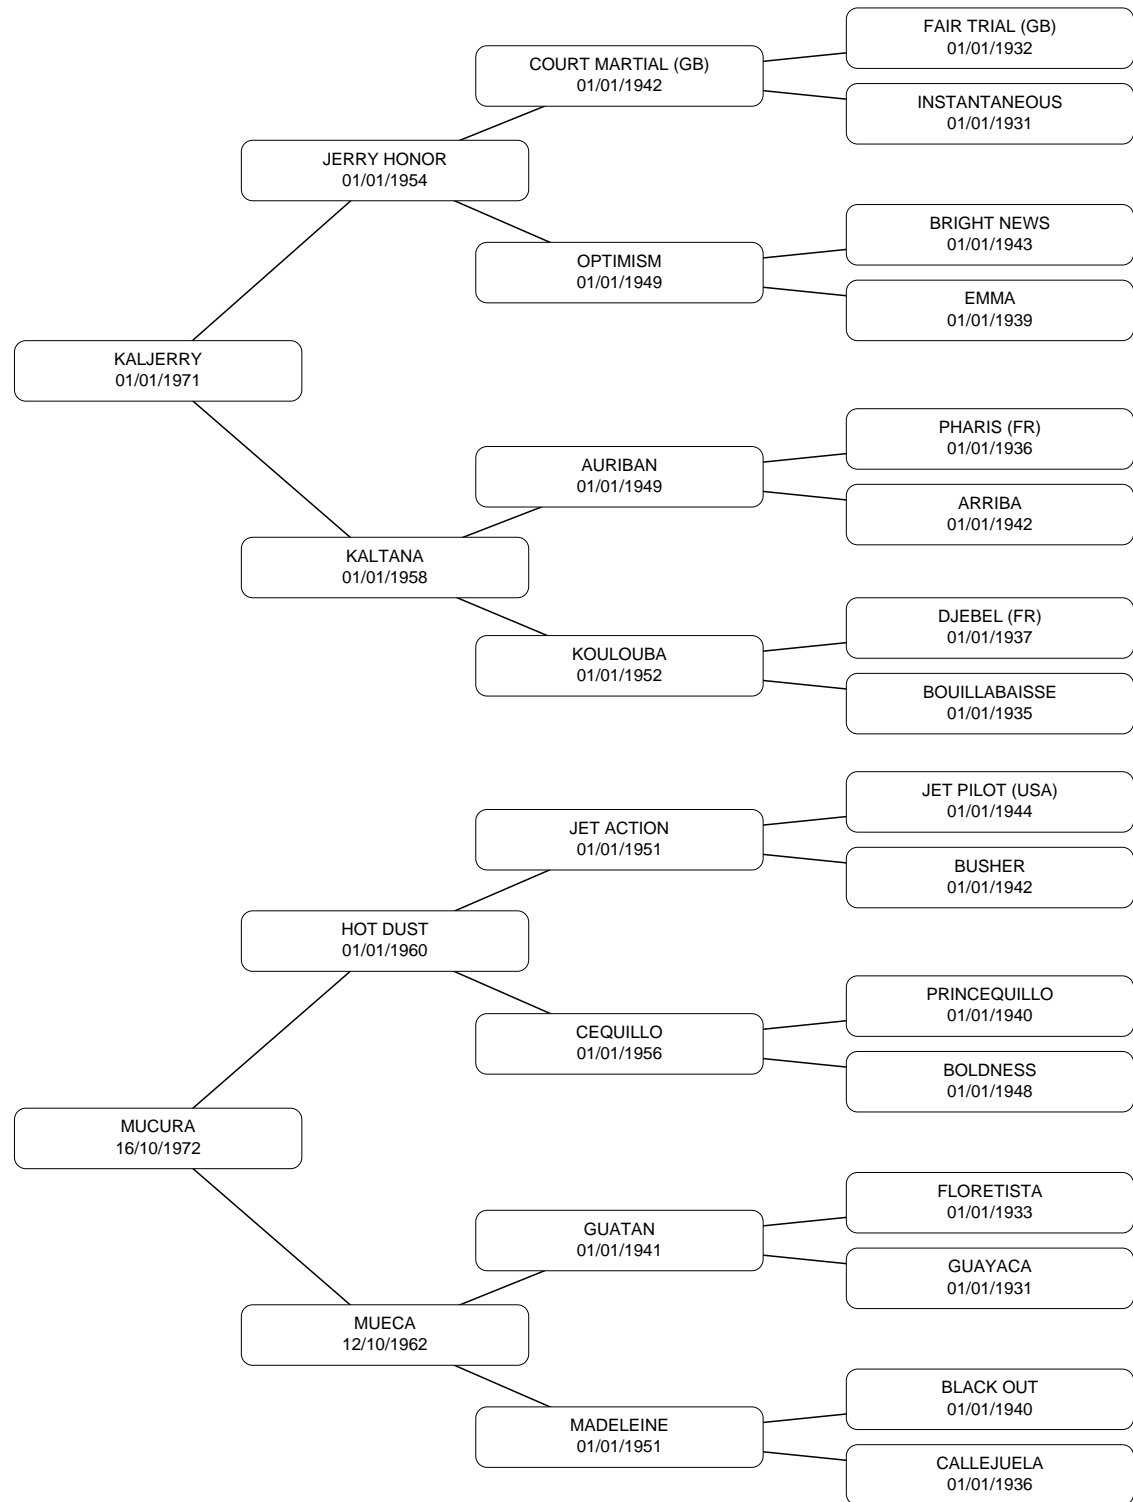 FAIR TRIAL (GB)
01/01/1932
COURT MARTIAL (GB)
01/01/1942
INSTANTANEOUS
01/01/1931
JERRY HONOR
01/01/1954
BRIGHT NEWS
01/01/1943
OPTIMISM
01/01/1949
EMMA
01/01/1939
KALJERRY
01/01/1971
PHARIS (FR)
01/01/1936
AURIBAN
01/01/1949
ARRIBA
01/01/1942
KALTANA
01/01/1958
DJEBEL (FR)
01/01/1937
KOULOUBA
01/01/1952
BOUILLABAISSE
01/01/1935
JET PILOT (USA)
01/01/1944
JET ACTION
01/01/1951
BUSHER
01/01/1942
HOT DUST
01/01/1960
PRINCEQUILLO
01/01/1940
CEQUILLO
01/01/1956
BOLDNESS
01/01/1948
MUCURA
16/10/1972
FLORETISTA
01/01/1933
GUATAN
01/01/1941
GUAYACA
01/01/1931
MUECA
12/10/1962
BLACK OUT
01/01/1940
MADELEINE
01/01/1951
CALLEJUELA
01/01/1936